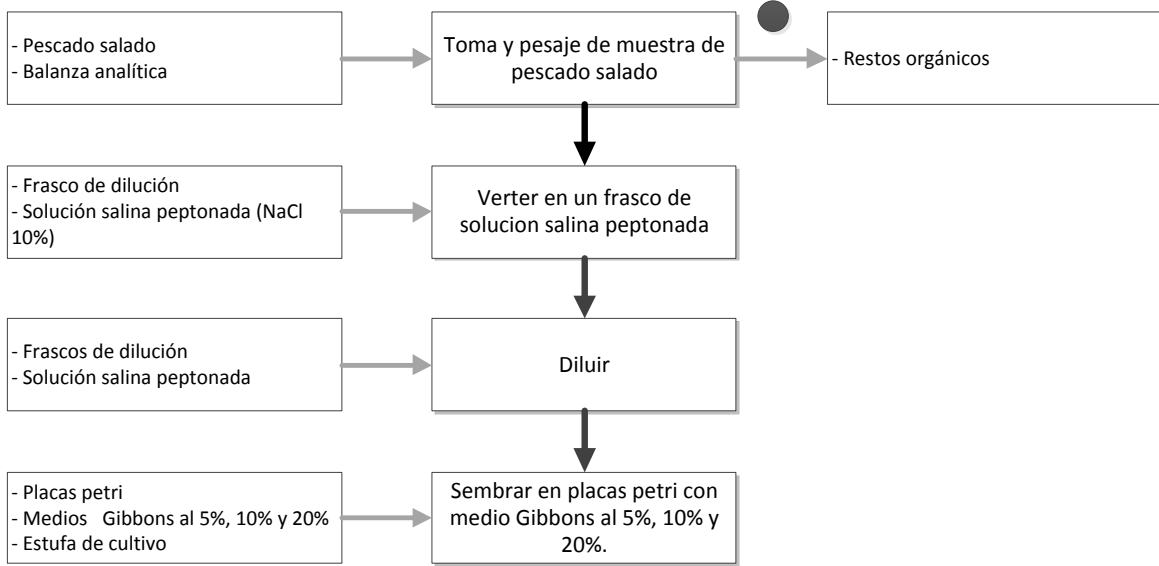 - Pescado salado
- Balanza analítica
Toma y pesaje de muestra de
pescado salado
- Restos orgánicos
- Frasco de dilución
- Solución salina peptonada (NaCl
10%)
Verter en un frasco de
solucion salina peptonada
- Frascos de dilución
- Solución salina peptonada
Diluir
- Placas petri
- Medios Gibbons al 5%, 10% y 20%
- Estufa de cultivo
Sembrar en placas petri con
medio Gibbons al 5%, 10% y
20%.